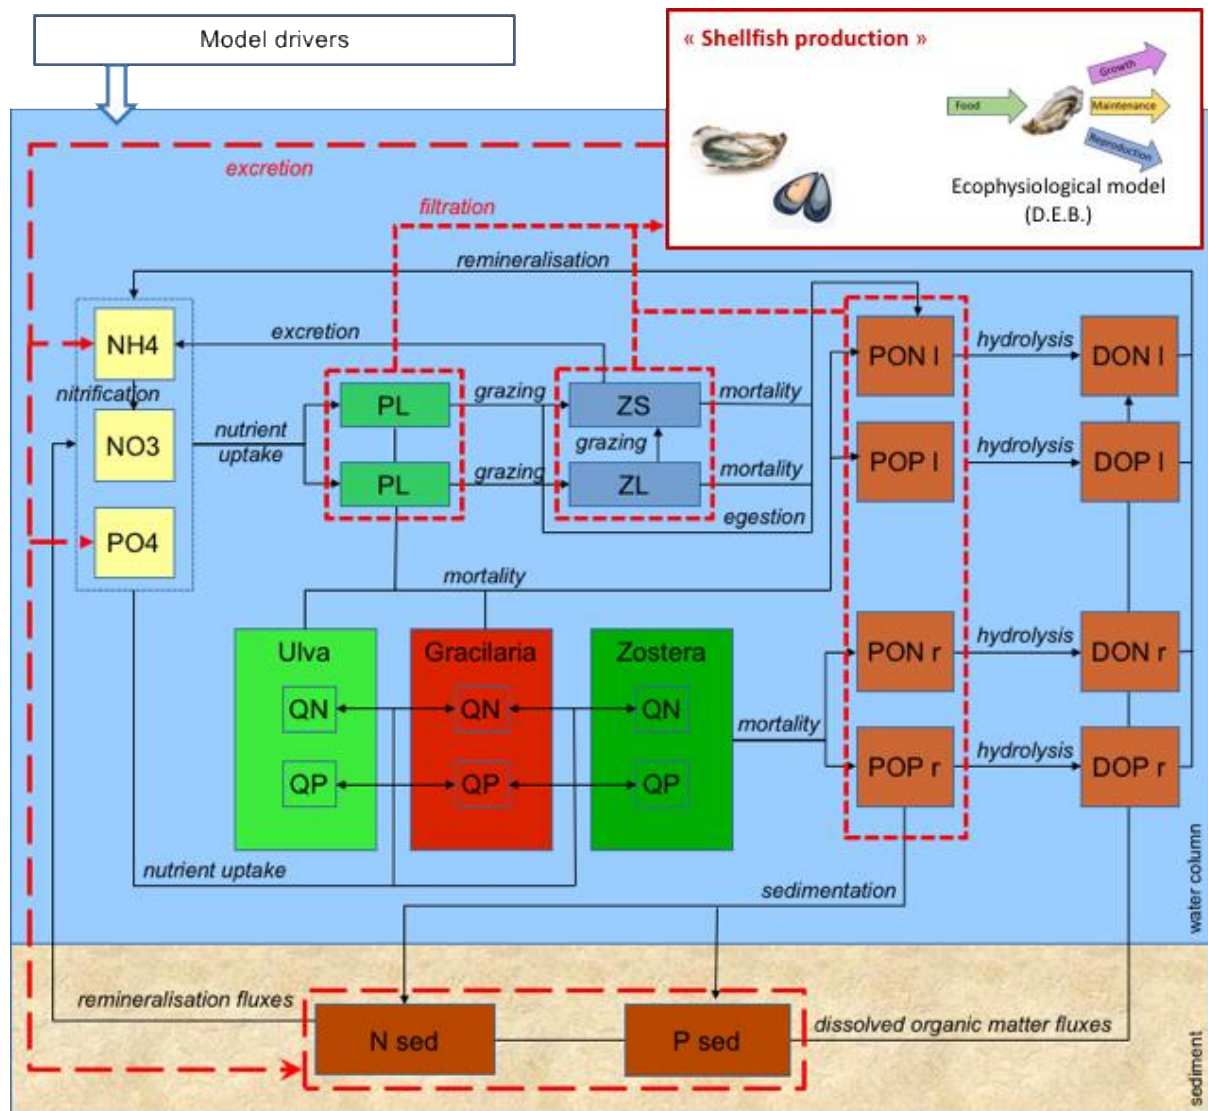 Model drivers
« Shellfish production »
Food
Growth
Maintenance
Reproduction
Ecophysiological model
(D.E.B.)
excretion
filtration
remineralisation
NH4
excretion
PON l
hydrolysis
DON l
nitrification
PL
grazing
ZS
mortality
NO3
nutrient
uptake
grazing
POP l
hydrolysis
DOP l
PL
grazing
ZL
mortality
egestion
PO4
mortality
Ulva
Gracilaria
Zostera
PON r
hydrolysis
DON r
QN
QN
QN
mortality
POP r
hydrolysis
DOP r
QP
QP
QP
nutrient uptake
sedimentation
water column
remineralisation fluxes
N sed
P sed
dissolved organic matter fluxes
sediment